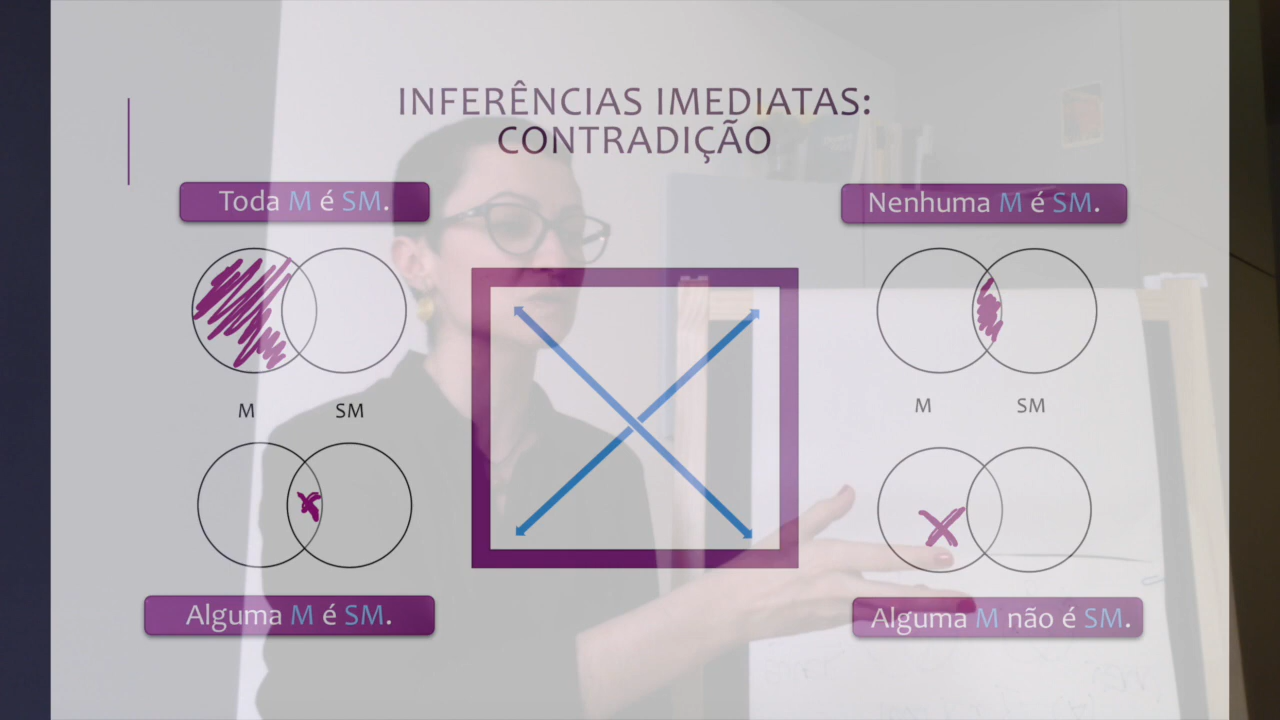 INFERÊNCIAS IMEDIATAS:
CONTRADIÇÃO
Toda M é SM.
Nenhuma M é SM.
M SM
M SM
Alguma M é SM.
Alguma M não é SM.